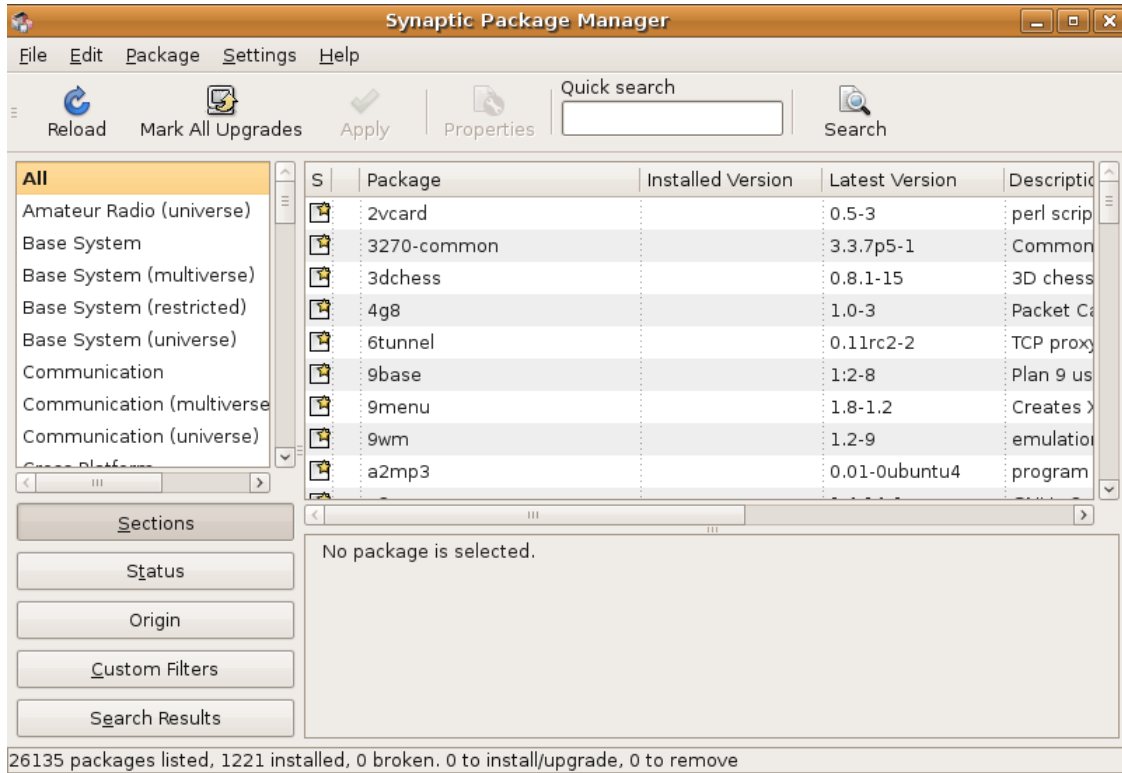 Synaptic Package Manager
File Edit Package Settings Help
Reload Mark All Upgrades Apply Properties Quick search Search
All
Amateur Radio (universe)
Base System
Base System (multiverse)
Base System (restricted)
Base System (universe)
Communication
Communication (multiverse
Communication (universe)
Sections
Status
Origin
Custom Filters
Search Results
S Package Installed Version Latest Version Descriptio
2vcard 0.5-3 perl scrip
3270-common 3.3.7p5-1 Common
3dchess 0.8.1-15 3D chess
4g8 1.0-3 Packet Ca
6tunnel 0.11rc2-2 TCP proxy
9base 1:2-8 Plan 9 us
9menu 1.8-1.2 Creates X
9wm 1.2-9 emulation
a2mp3 0.01-0ubuntu4 program
No package is selected.
26135 packages listed, 1221 installed, 0 broken. 0 to install/upgrade, 0 to remove